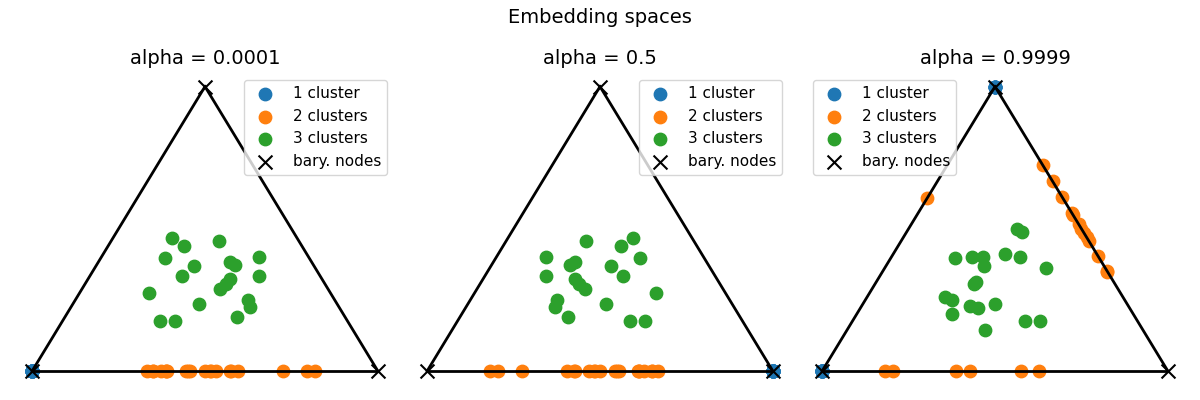 Embedding spaces
alpha = 0.0001
1 cluster
2 clusters
3 clusters
bary. nodes
alpha = 0.5
1 cluster
2 clusters
3 clusters
bary. nodes
alpha = 0.9999
1 cluster
2 clusters
3 clusters
bary. nodes